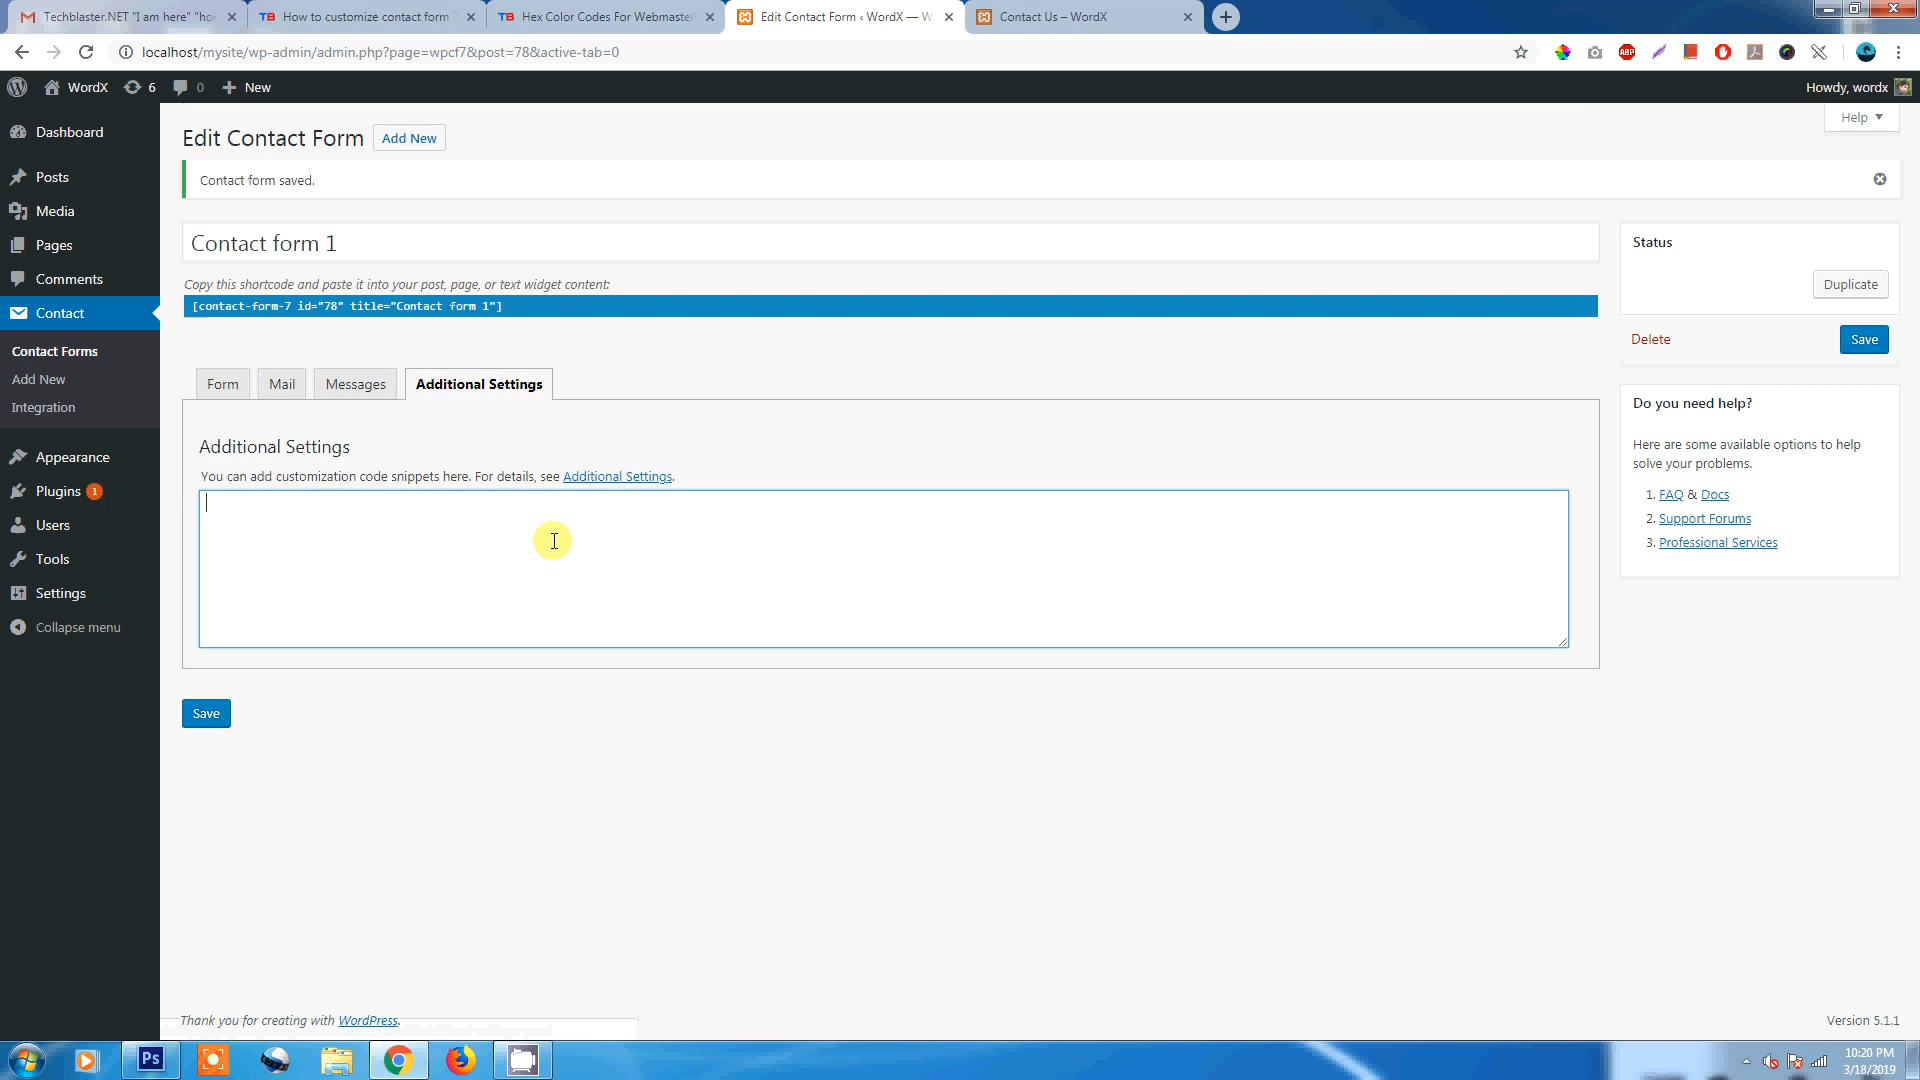 Techblaster.NET "I am here" "ho
How to customize contact form 7
Hex Color Codes For Webmaster
Edit Contact Form ‹ WordX — W
Contact Us – WordX
localhost/mysite/wp-admin/admin.php?page=wpcf7&post=78&active-tab=0
ABP
WordX
6
0
New
Howdy, wordx
Dashboard
Posts
Media
Pages
Comments
Contact
Contact Forms
Add New
Integration
Appearance
Plugins 1
Users
Tools
Settings
Collapse menu
Help
Edit Contact Form
Add New
Contact form saved.
Contact form 1
Copy this shortcode and paste it into your post, page, or text widget content:
[contact-form-7 id="78" title="Contact form 1"]
Form
Mail
Messages
Additional Settings
Additional Settings
You can add customization code snippets here. For details, see Additional Settings.
Save
Status
Duplicate
Delete
Save
Do you need help?
Here are some available options to help
solve your problems.
1. FAQ & Docs
2. Support Forums
3. Professional Services
Thank you for creating with WordPress.
Version 5.1.1
Ps
10:20 PM
3/18/2019